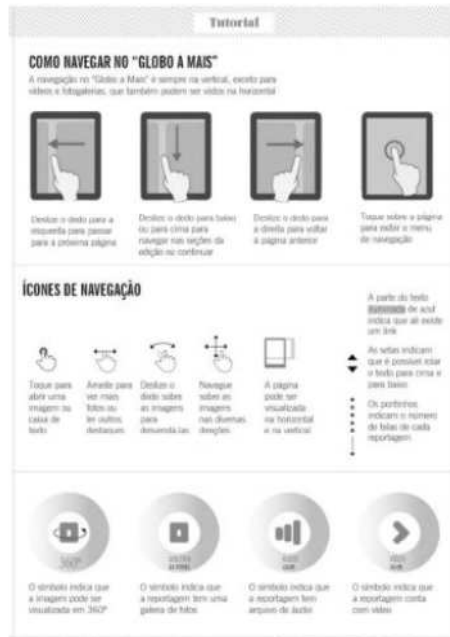 Tutorial
COMO NAVEGAR NO "GLOBO A MAIS"
A navegação no "Globo a Mais" é sempre na vertical, exceto para
vídeos e fotogalerias, que também podem ser vistos na horizontal
Deslize o dedo para a
esquerda para passar
para a próxima página
Deslize o dedo para baixo
ou para cima para
navegar nas seções da
edição ou continuar
Deslize o dedo para
a direita para voltar
à página anterior
Toque sobre a página
para exibir o menu
de navegação
ÍCONES DE NAVEGAÇÃO
Toque para
abrir uma
imagem ou
caixa de
texto
Arraste para
ver mais
fotos ou
ler outros
destaques
Deslize o
dedo sobre
as imagens
para
desvendá-las
Navegue
sobre as
imagens
nas diversas
direções
A página
pode ser
visualizada
na horizontal
e na vertical
A parte do texto
iluminada de azul
indica que ali existe
um link
As setas indicam
que é possível rolar
o texto para cima e
para baixo
Os pontinhos
indicam o número
de telas de cada
reportagem
360º
O símbolo indica que
a imagem pode ser
visualizada em 360º
GALERIA
O símbolo indica que
a reportagem tem uma
galeria de fotos
O símbolo indica que
a reportagem tem
arquivo de áudio
O símbolo indica que
a reportagem conta
com vídeo